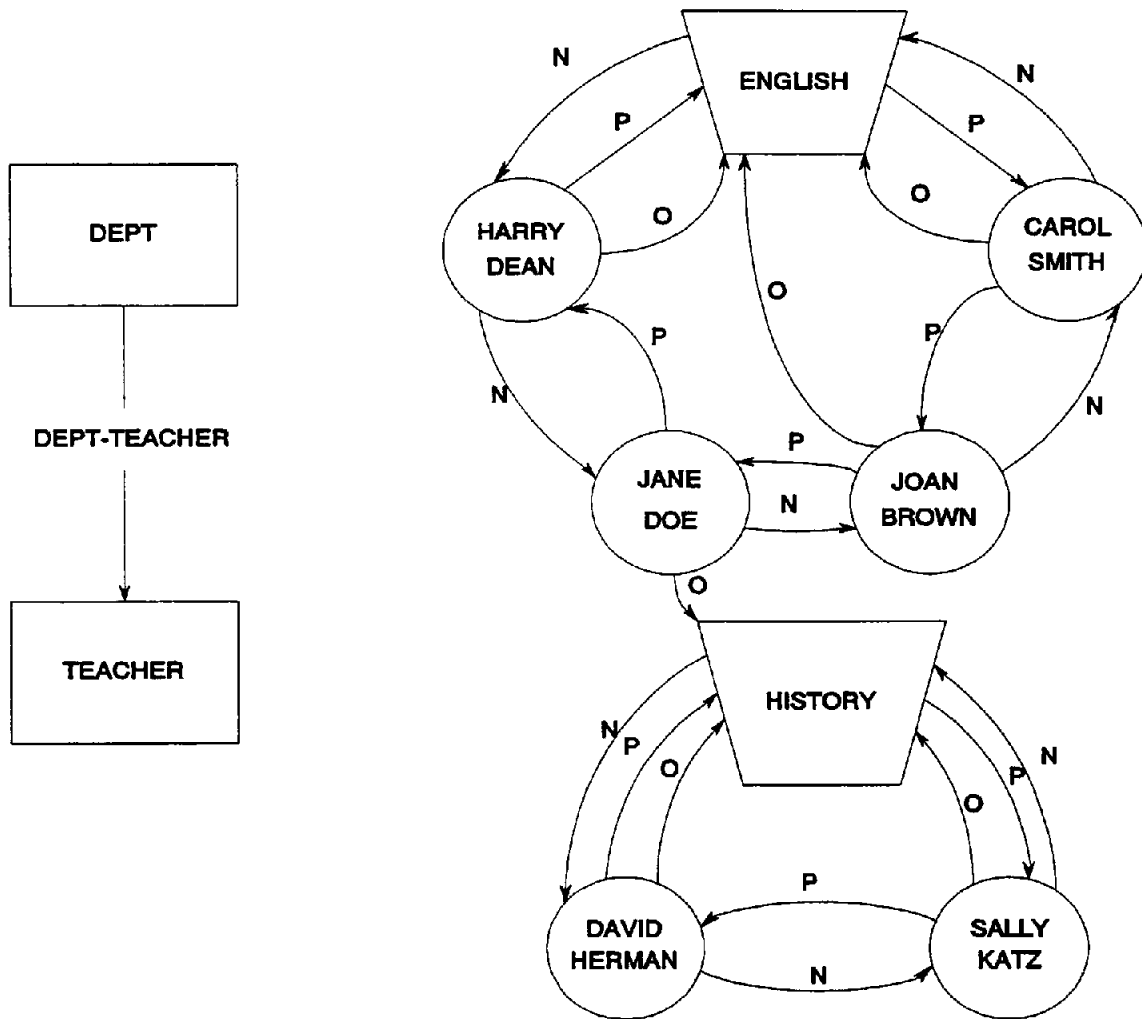 DEPT
DEPT-TEACHER
TEACHER
ENGLISH
N
P
O
N
P
O
HARRY
DEAN
CAROL
SMITH
O
P
N
P
N
P
N
JANE
DOE
JOAN
BROWN
O
HISTORY
N
P
O
N
P
O
P
N
DAVID
HERMAN
SALLY
KATZ